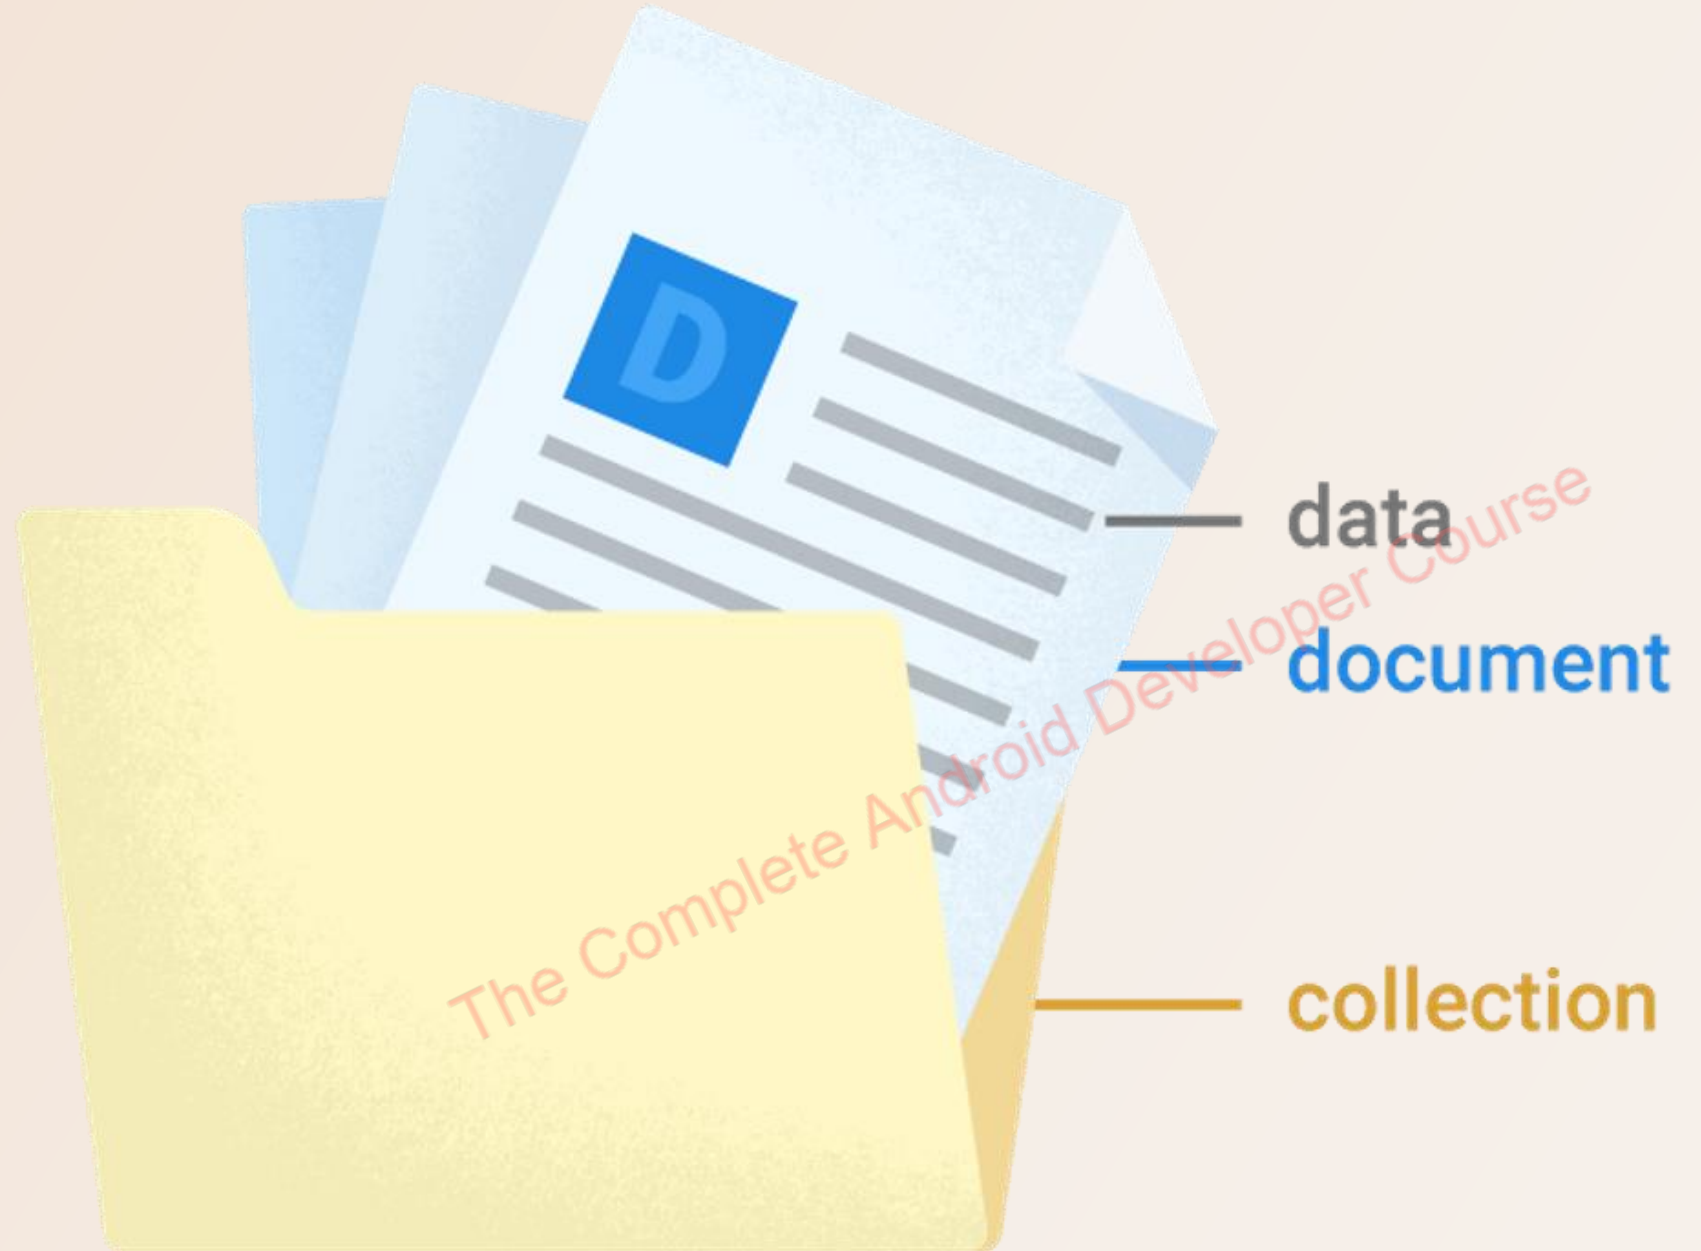 D
data
document
collection
The Complete Android Developer Course